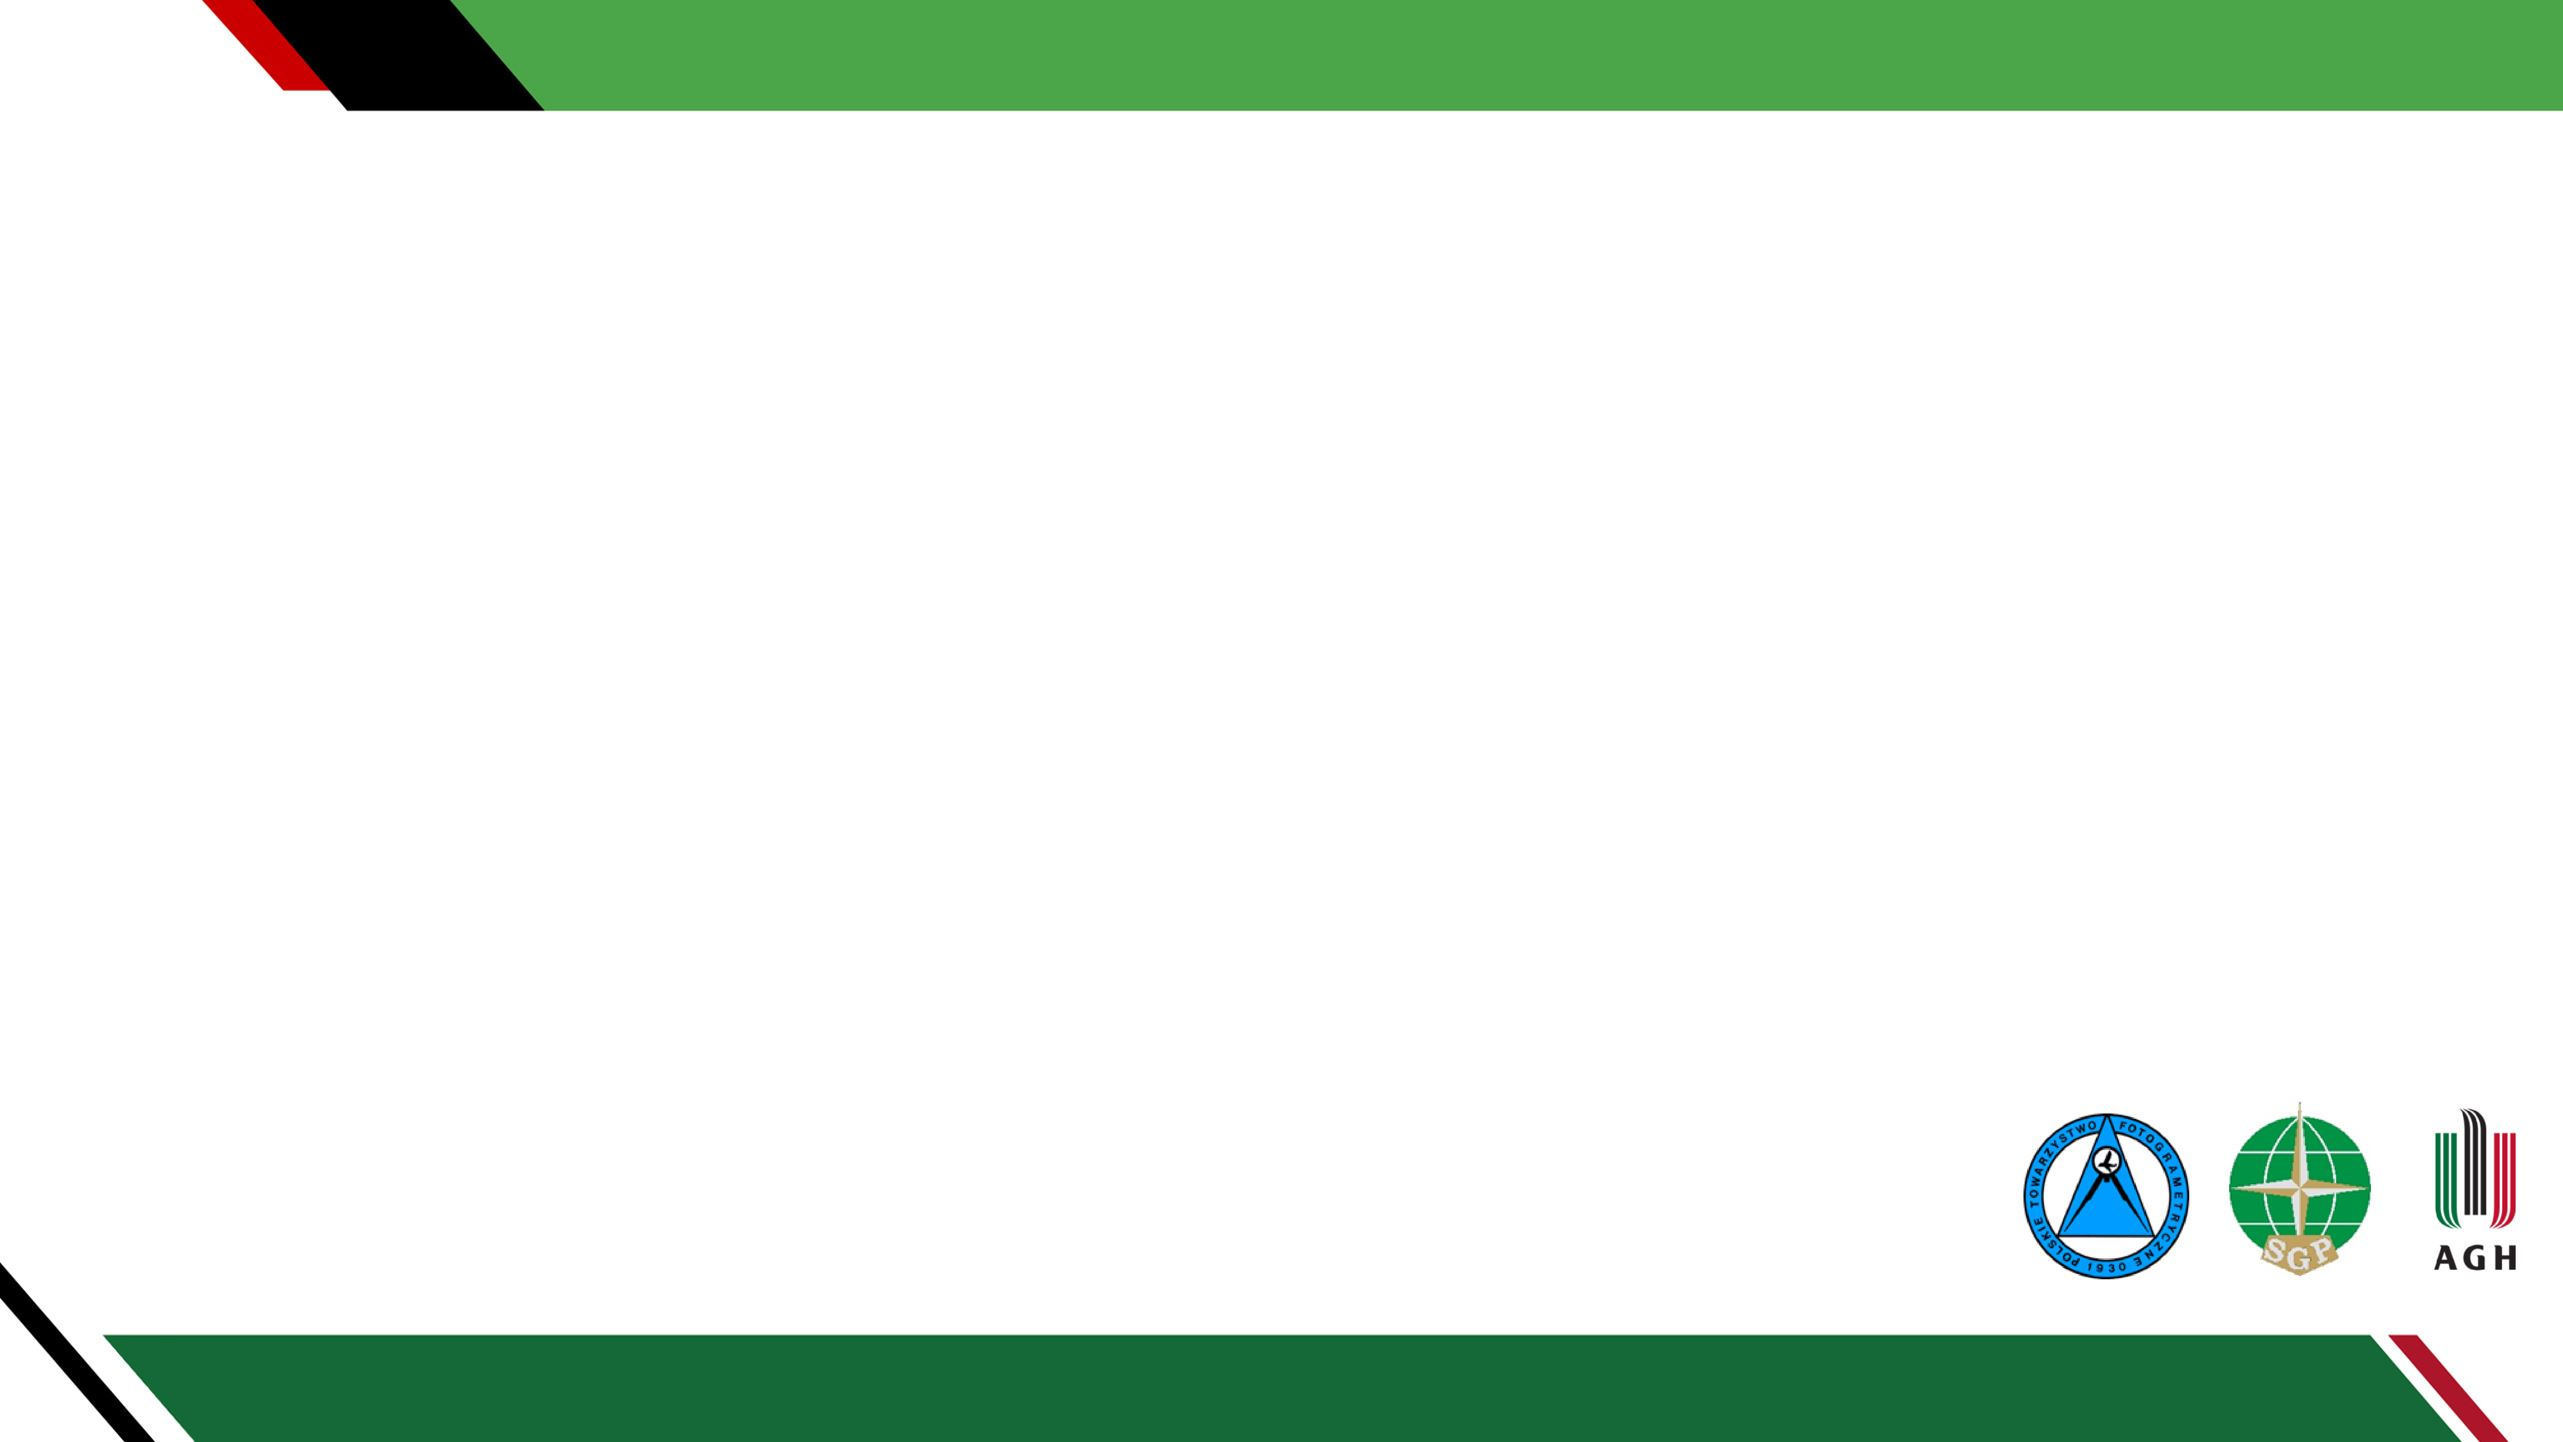 POLSKIE TOWARZYSTWO FOTOGRAMETRYCZNE
1930
SGP
AGH